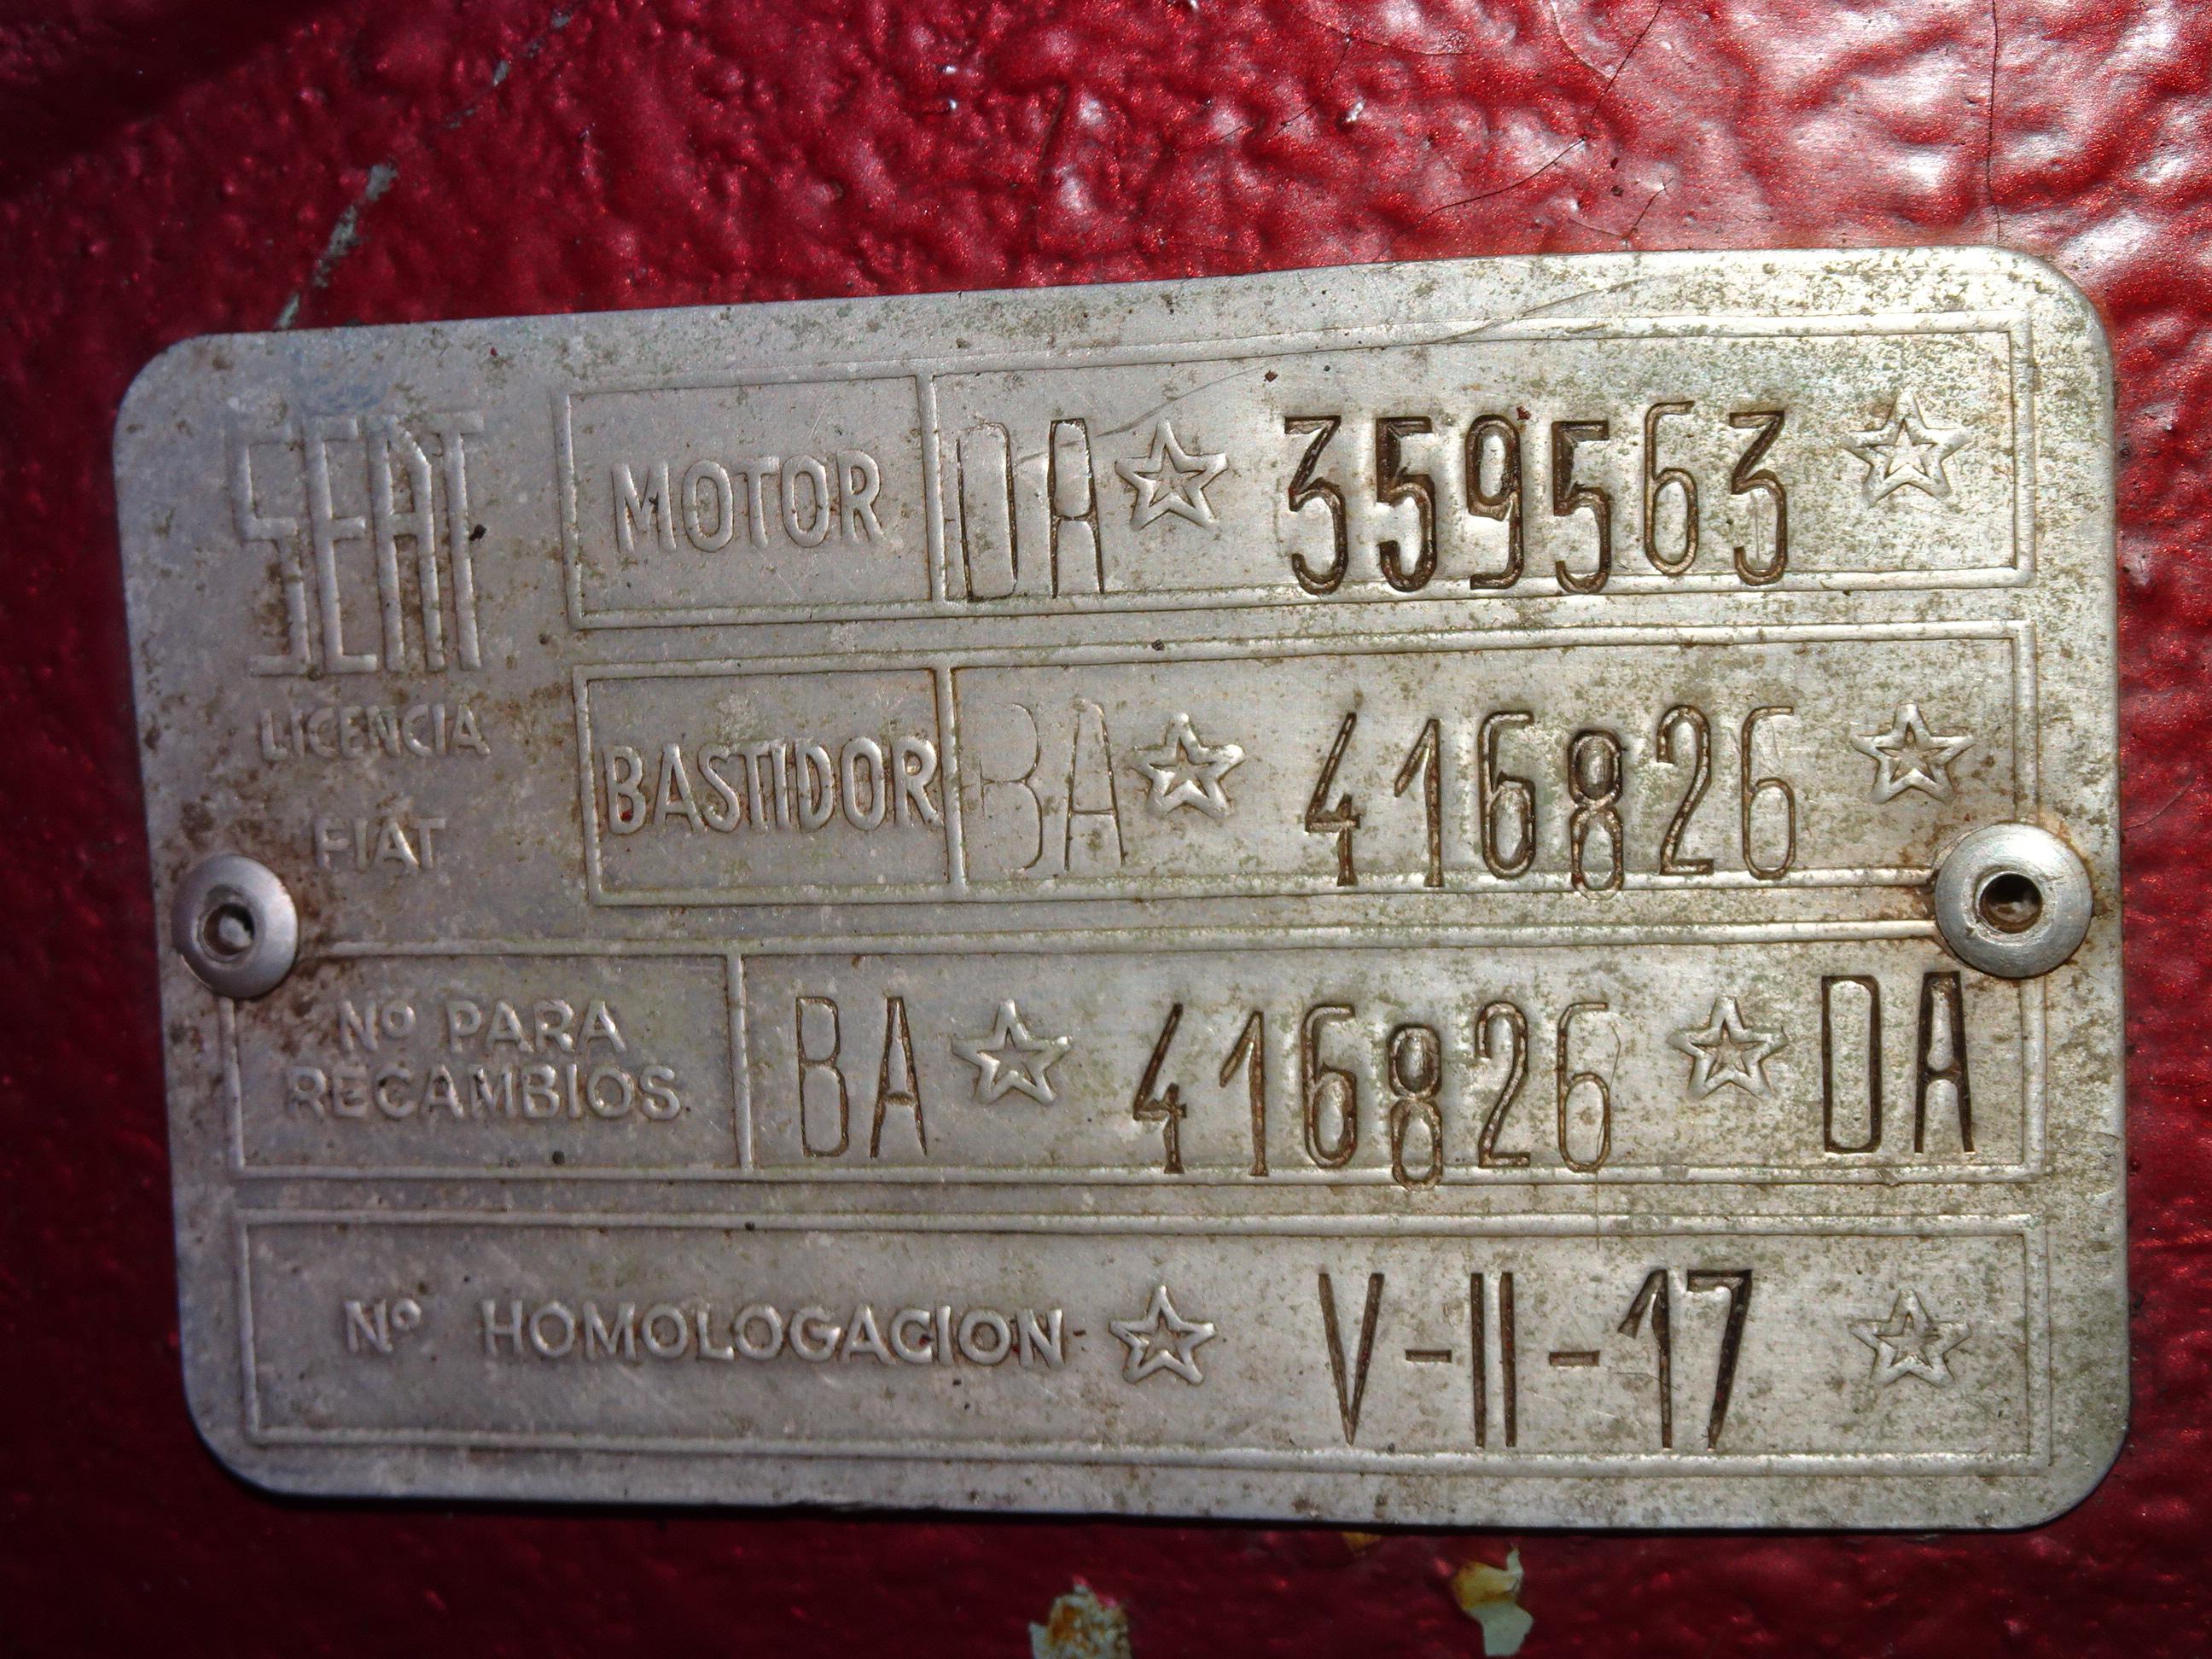 SEAT
LICENCIA
FIAT
MOTOR DA☆ 359563 ☆
BASTIDOR BA☆ 416826 ☆
Nº PARA
RECAMBIOS
BA ☆ 416826 ☆ DA
Nº HOMOLOGACION ☆ V-II-17 ☆